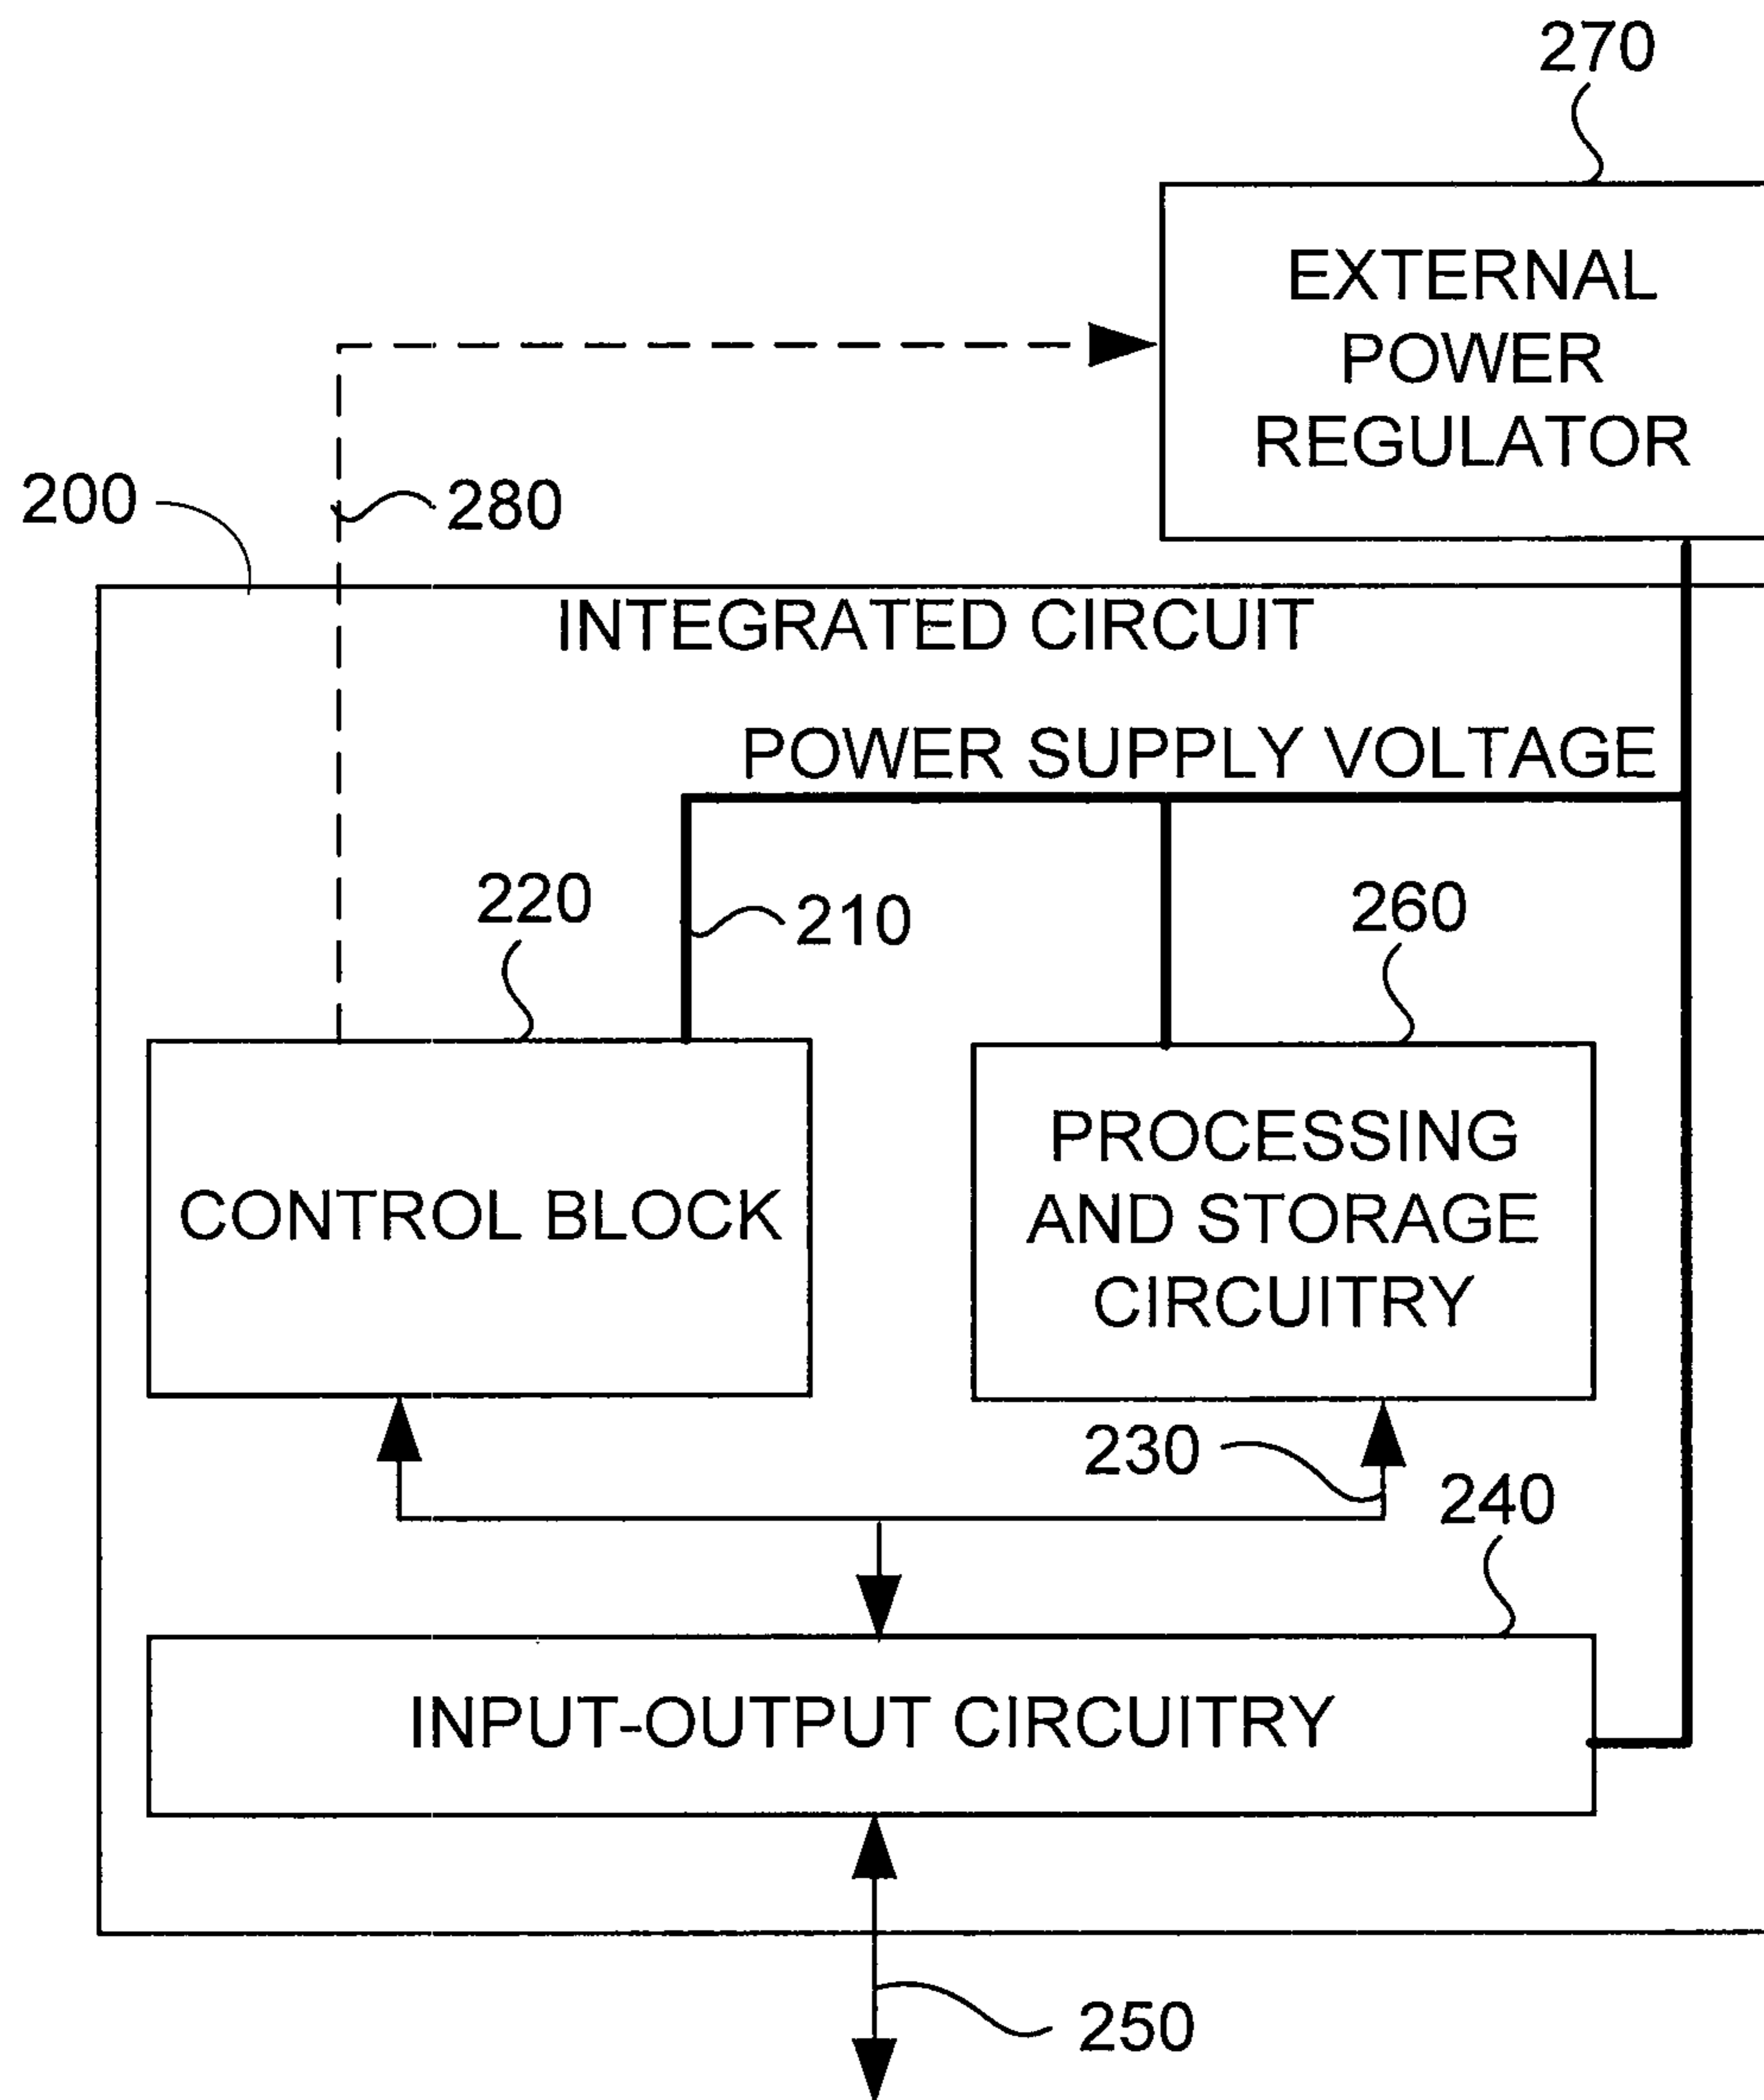 270
EXTERNAL
POWER
REGULATOR
200
280
INTEGRATED CIRCUIT
POWER SUPPLY VOLTAGE
220
210
260
CONTROL BLOCK
PROCESSING
AND STORAGE
CIRCUITRY
230
240
INPUT-OUTPUT CIRCUITRY
250